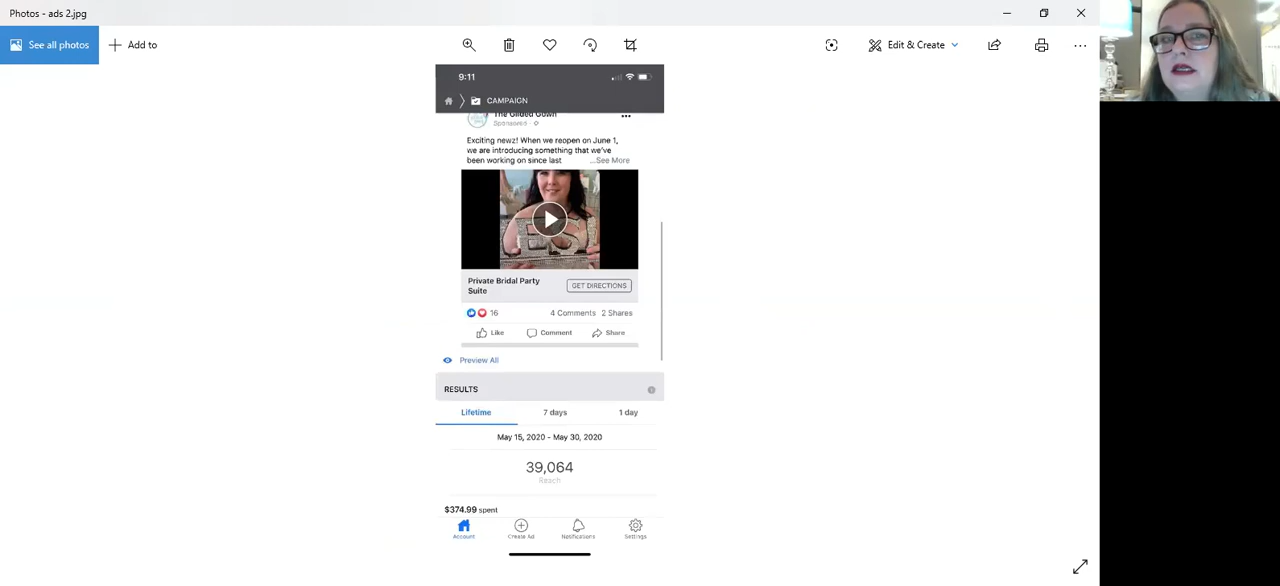 Photos - ads 2.jpg
See all photos
Add to
Edit & Create
9:11
CAMPAIGN
The Gilded Gown
Sponsored
Exciting newz! When we reopen on June 1,
we are introducing something that we've
been working on since last ...See More
Private Bridal Party
Suite
GET DIRECTIONS
16
4 Comments 2 Shares
Like
Comment
Share
Preview All
RESULTS
Lifetime
7 days
1 day
May 15, 2020 - May 30, 2020
39,064
Reach
$374.99 spent
Account
Create Ad
Notifications
Settings